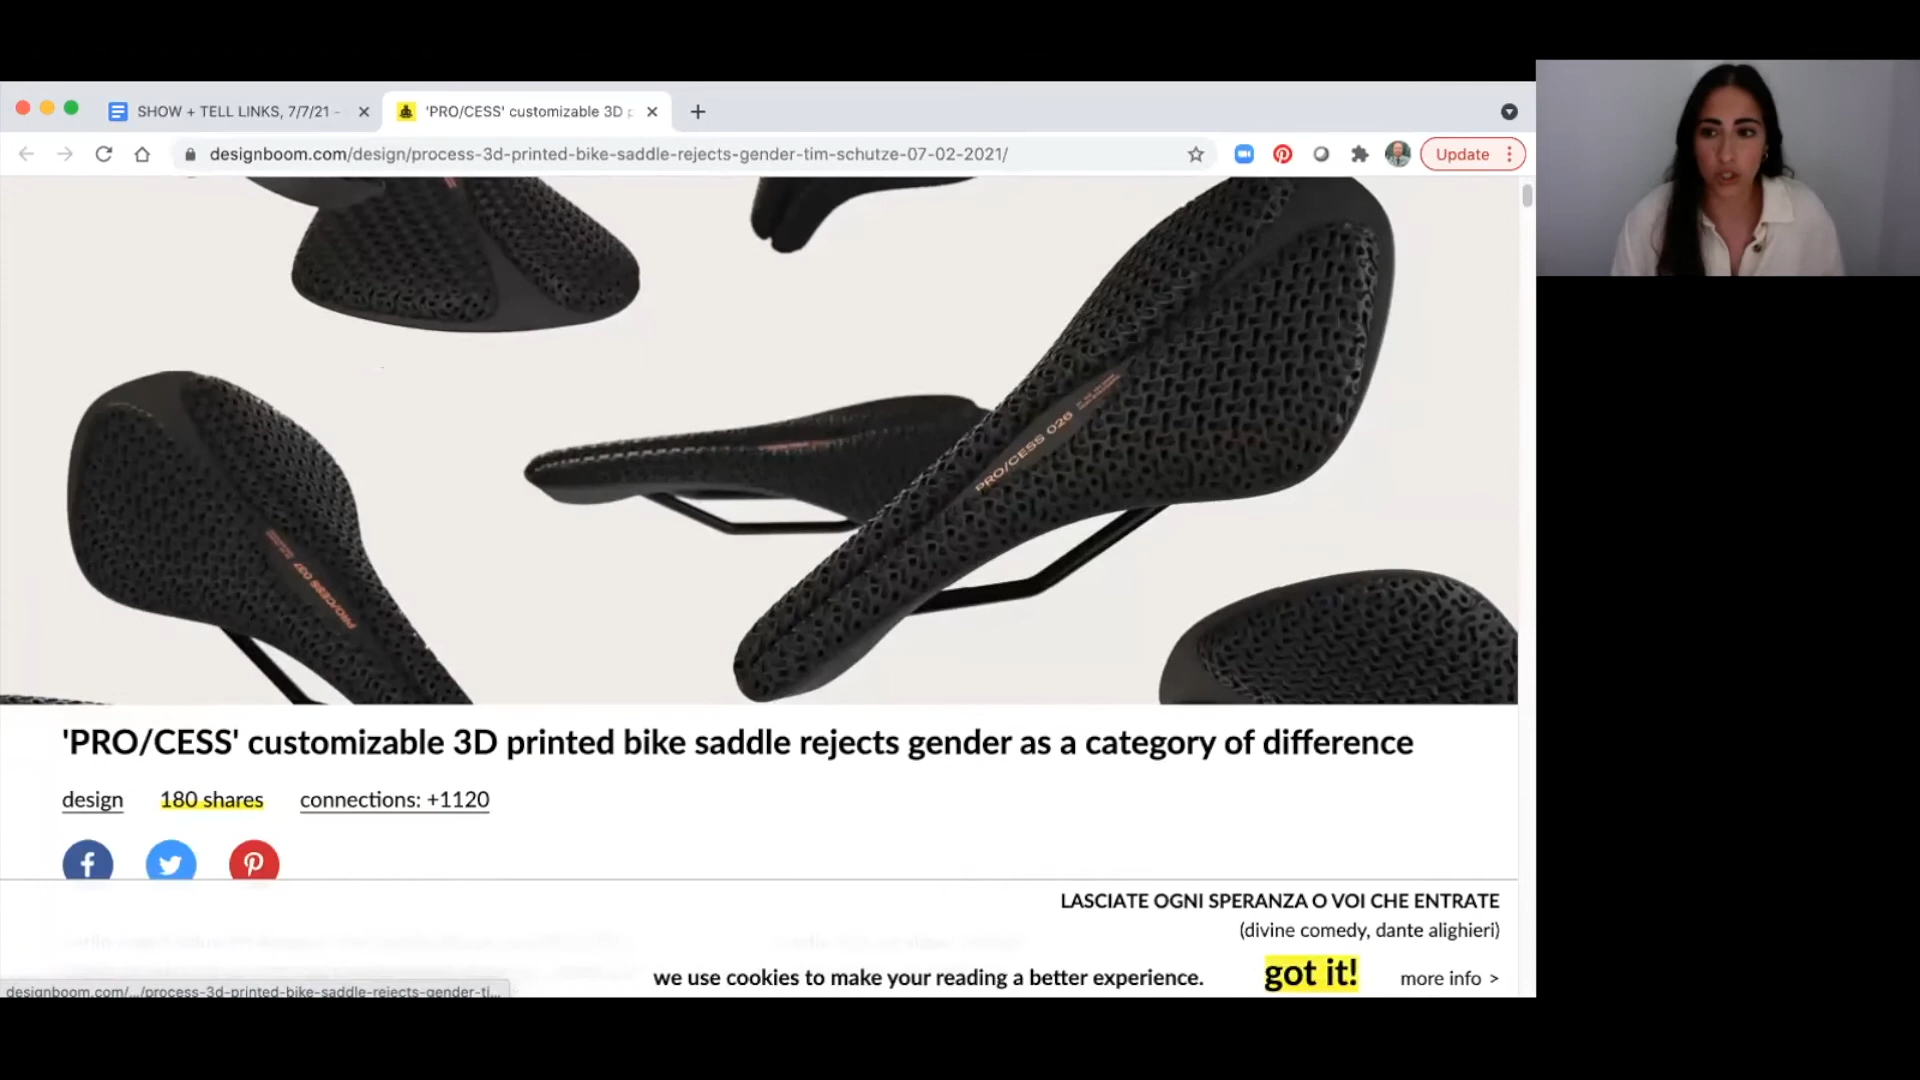 SHOW + TELL LINKS, 7/7/21 -
'PRO/CESS' customizable 3D p
designboom.com/design/process-3d-printed-bike-saddle-rejects-gender-tim-schutze-07-02-2021/
Update
PRO/CESS 026
PRO/CESS 037
'PRO/CESS' customizable 3D printed bike saddle rejects gender as a category of difference
design 180 shares connections: +1120
LASCIATE OGNI SPERANZA O VOI CHE ENTRATE
(divine comedy, dante alighieri)
we use cookies to make your reading a better experience. got it! more info >
designboom.com/.../process-3d-printed-bike-saddle-rejects-gender-ti...